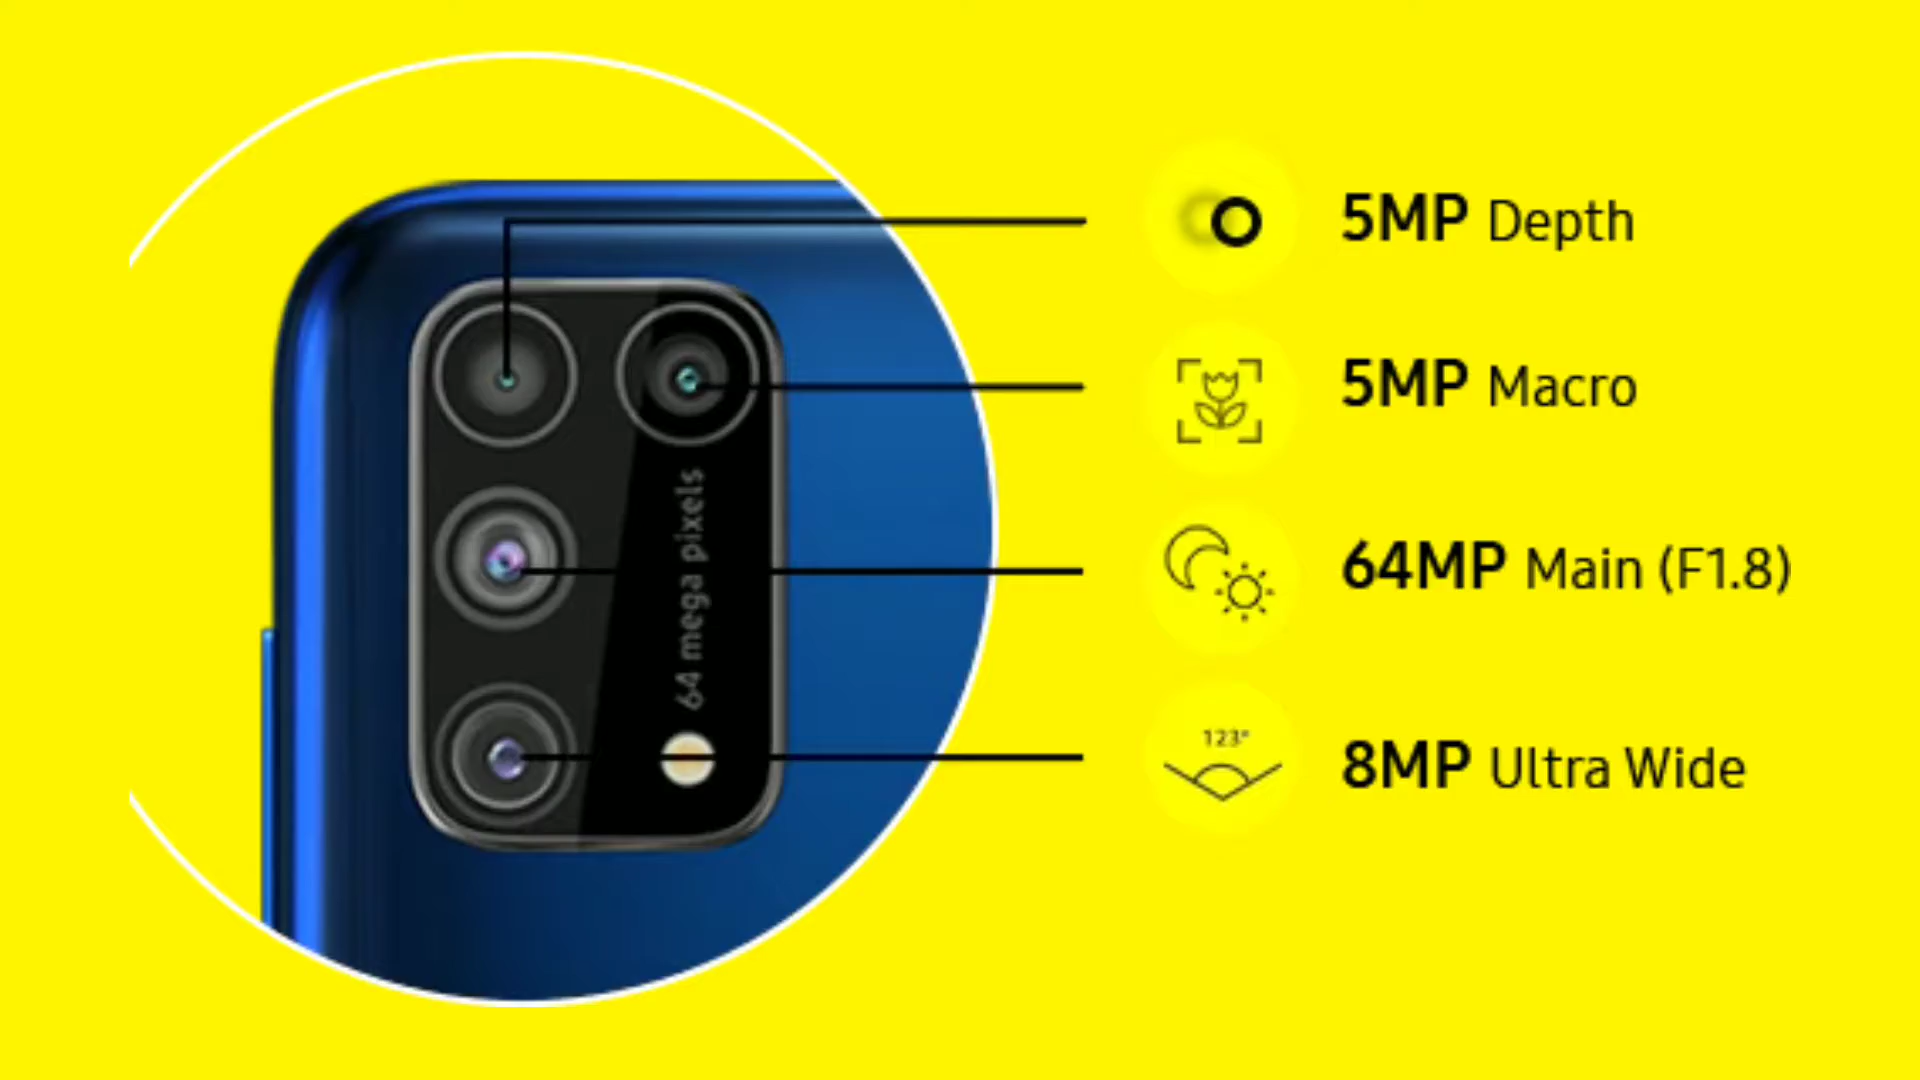 5MP Depth
5MP Macro
64 mega pixels
64MP Main (F1.8)
123°
8MP Ultra Wide